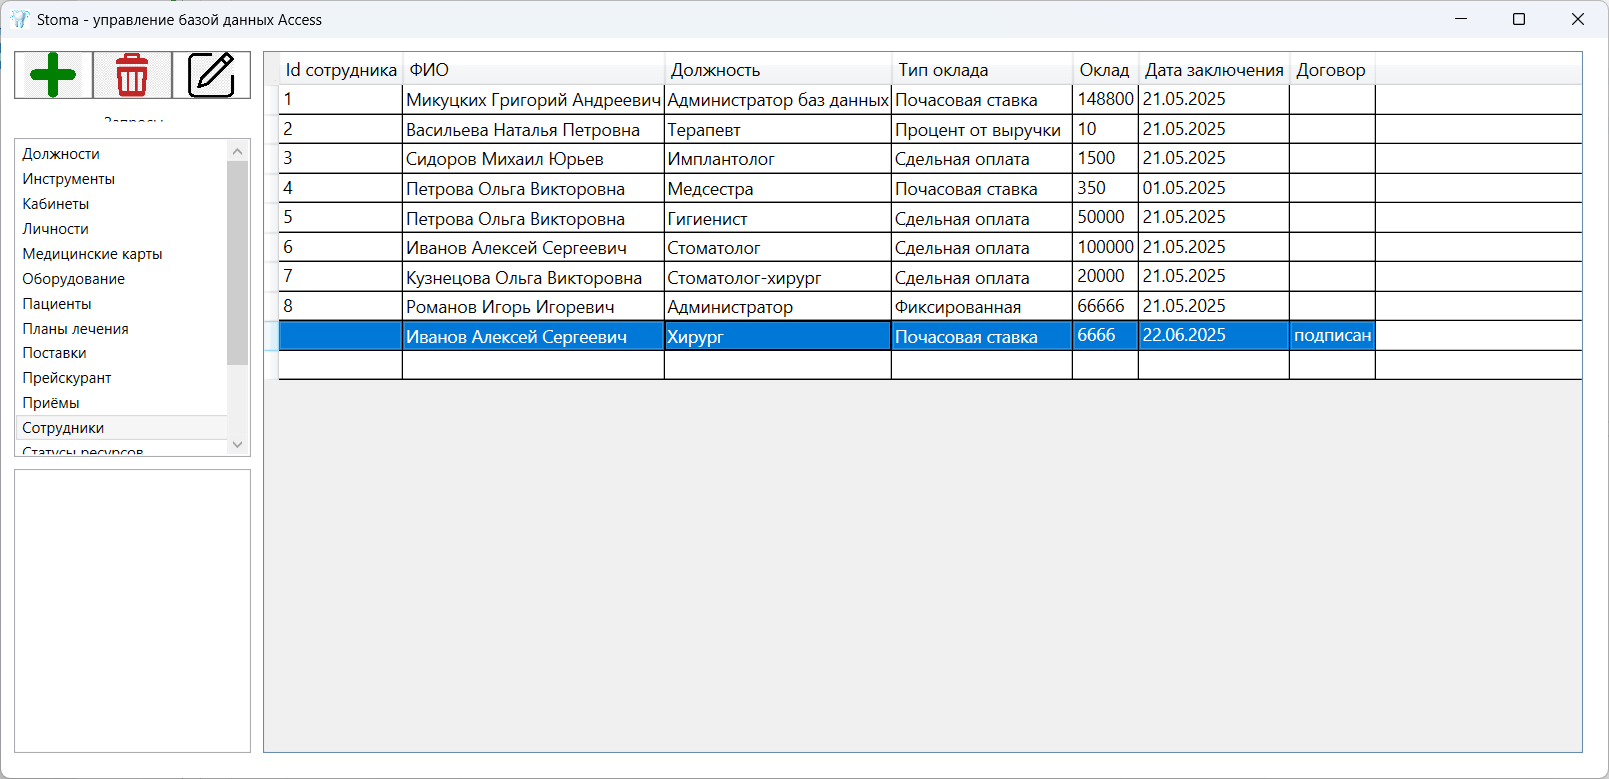 Stoma - управление базой данных Access
Запросы
Должности
Инструменты
Кабинеты
Личности
Медицинские карты
Оборудование
Пациенты
Планы лечения
Поставки
Прейскурант
Приёмы
Сотрудники
Статусы ресурсов
Id сотрудника ФИО Должность Тип оклада Оклад Дата заключения Договор
1 Микуцких Григорий Андреевич Администратор баз данных Почасовая ставка 148800 21.05.2025
2 Васильева Наталья Петровна Терапевт Процент от выручки 10 21.05.2025
3 Сидоров Михаил Юрьев Имплантолог Сдельная оплата 1500 21.05.2025
4 Петрова Ольга Викторовна Медсестра Почасовая ставка 350 01.05.2025
5 Петрова Ольга Викторовна Гигиенист Сдельная оплата 50000 21.05.2025
6 Иванов Алексей Сергеевич Стоматолог Сдельная оплата 100000 21.05.2025
7 Кузнецова Ольга Викторовна Стоматолог-хирург Сдельная оплата 20000 21.05.2025
8 Романов Игорь Игоревич Администратор Фиксированная 66666 21.05.2025
Иванов Алексей Сергеевич Хирург Почасовая ставка 6666 22.06.2025 подписан